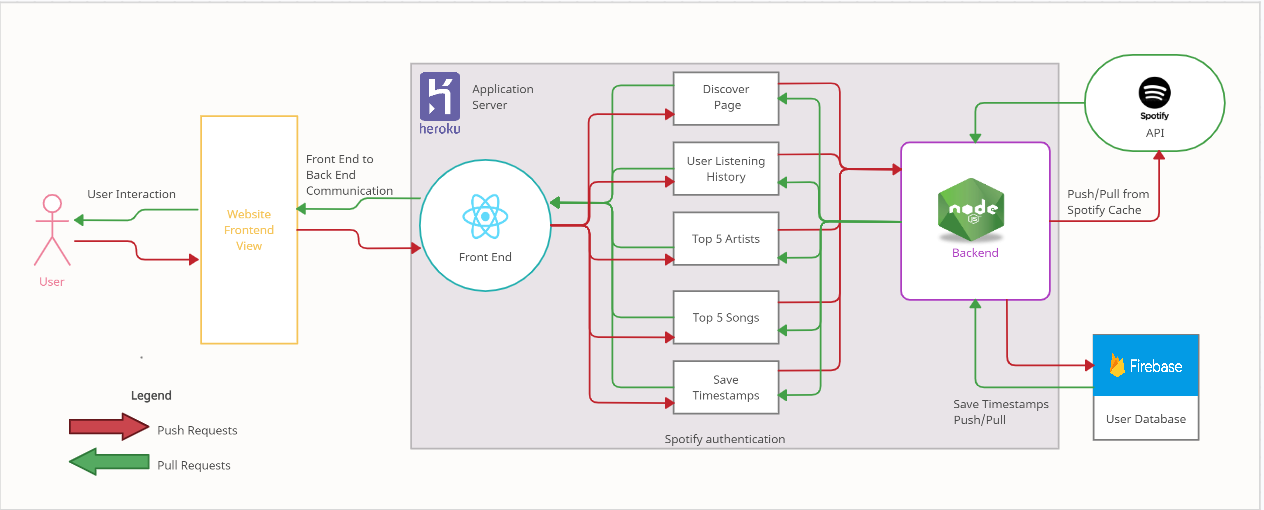 User Interaction
User
Website
Frontend
View
Front End to
Back End
Communication
heroku
Application
Server
Front End
Discover
Page
User Listening
History
Top 5 Artists
Top 5 Songs
Save
Timestamps
Spotify authentication
node
JS
Backend
Spotify
API
Push/Pull from
Spotify Cache
Save Timestamps
Push/Pull
Firebase
User Database
Legend
Push Requests
Pull Requests